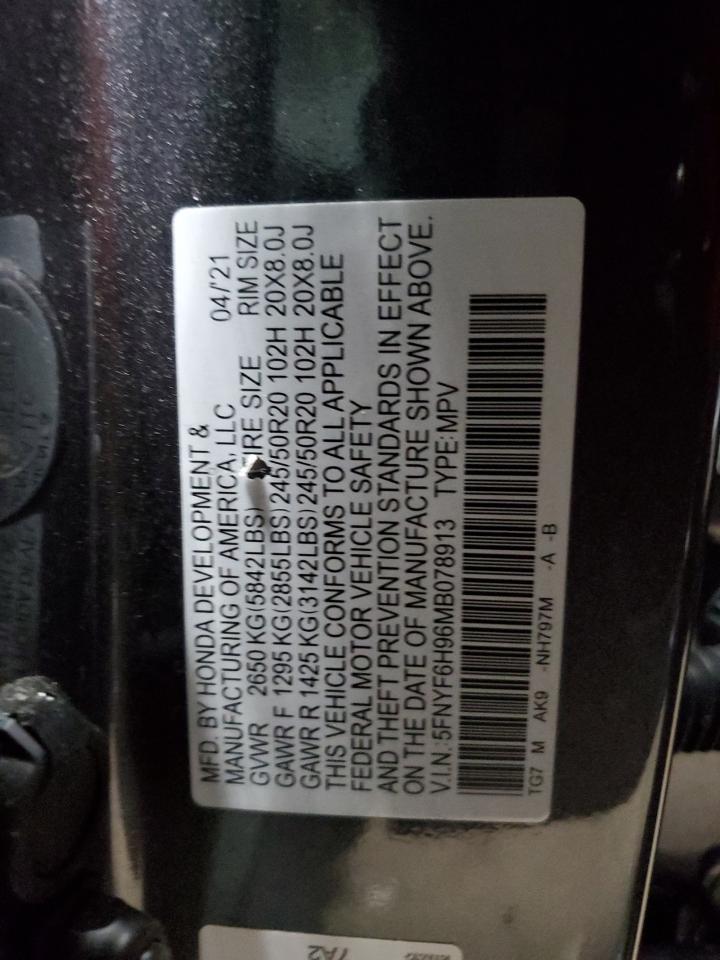 MFD. BY HONDA DEVELOPMENT &
MANUFACTURING OF AMERICA, LLC 04/'21
GVWR 2650 KG(5842LBS) RE SIZE RIM SIZE
GAWR F 1295 KG(2855LBS) 245/50R20 102H 20X8.0J
GAWR R 1425 KG(3142LBS) 245/50R20 102H 20X8.0J
THIS VEHICLE CONFORMS TO ALL APPLICABLE
FEDERAL MOTOR VEHICLE SAFETY
AND THEFT PREVENTION STANDARDS IN EFFECT
ON THE DATE OF MANUFACTURE SHOWN ABOVE.
V.I.N.:5FNYF6H96MB078913 TYPE:MPV
TG7 M AK9 -NH797M -A -B